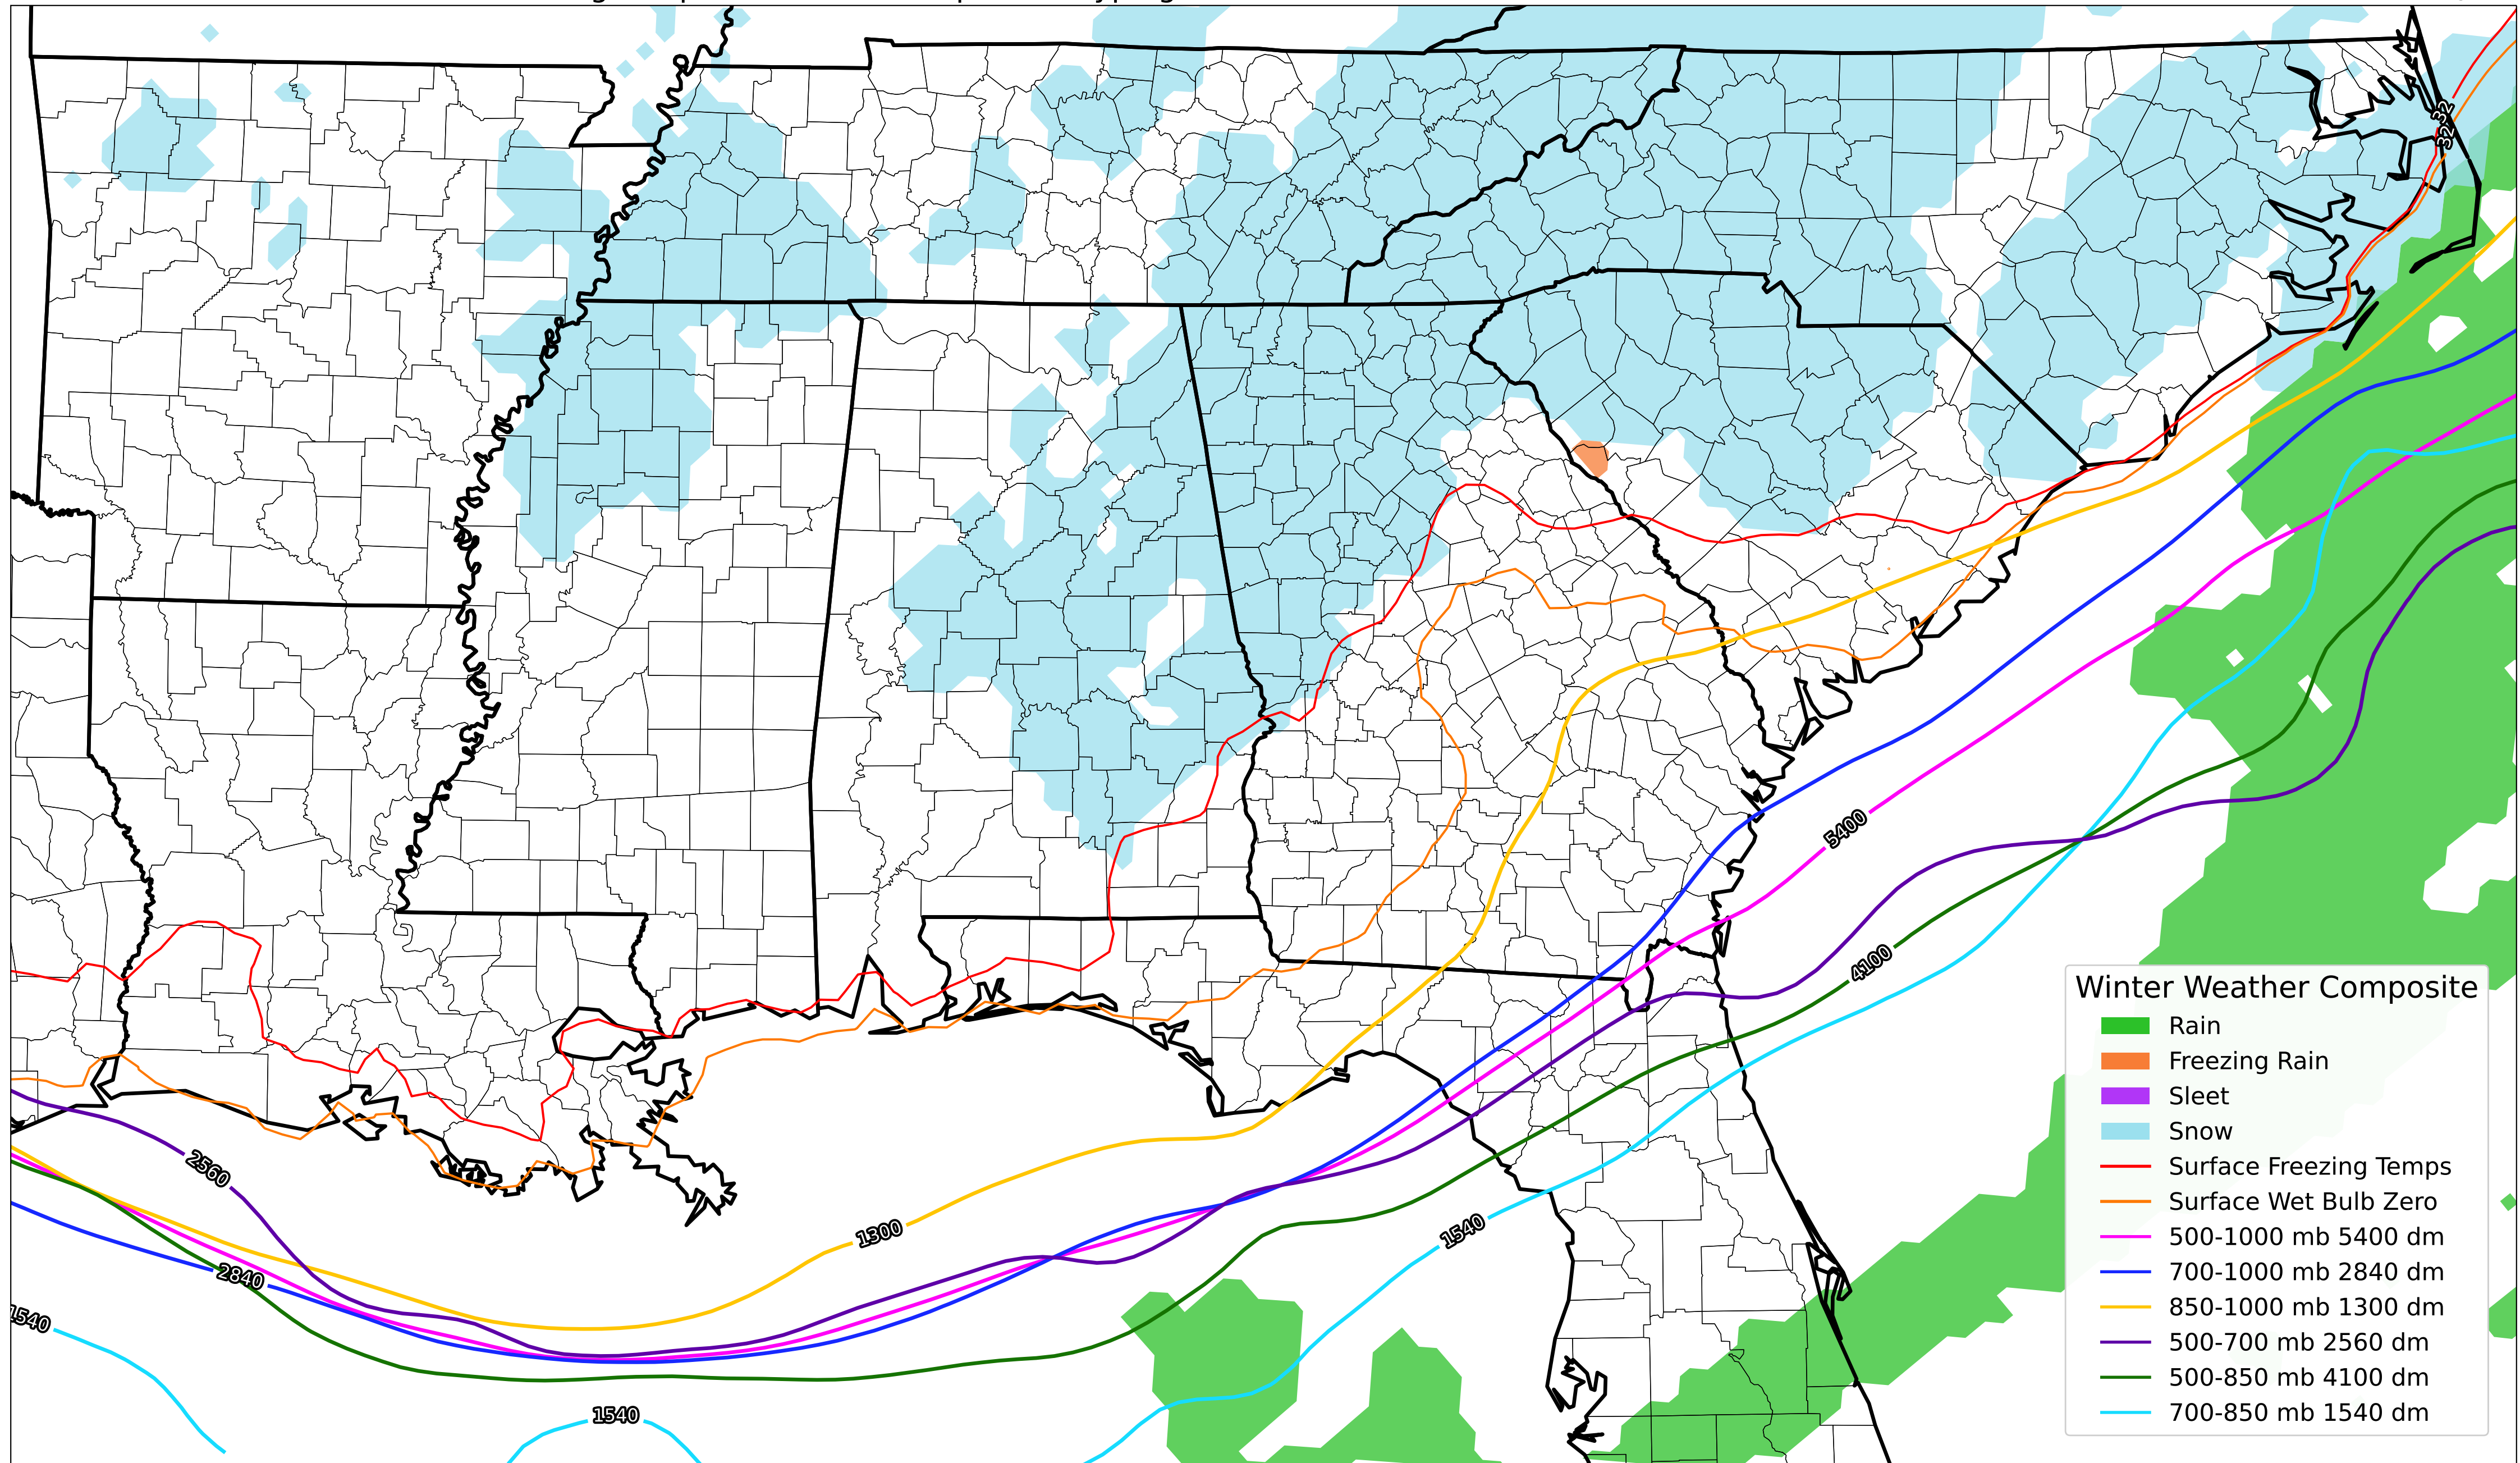 32
32
5400
4100
2560
1300
1540
2840
1540
1540
Winter Weather Composite
Rain
Freezing Rain
Sleet
Snow
Surface Freezing Temps
Surface Wet Bulb Zero
500-1000 mb 5400 dm
700-1000 mb 2840 dm
850-1000 mb 1300 dm
500-700 mb 2560 dm
500-850 mb 4100 dm
700-850 mb 1540 dm